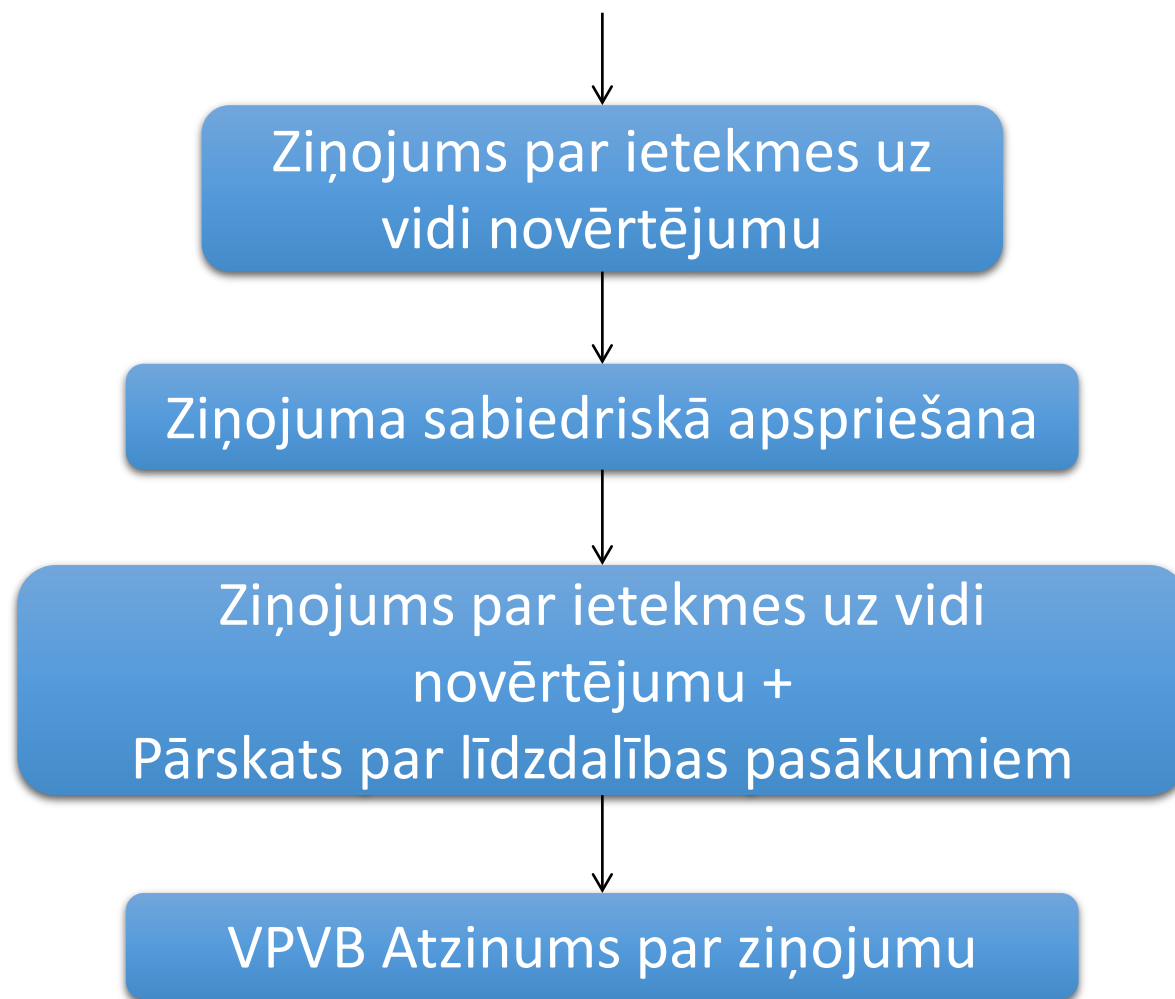 Ziņojums par ietekmes uz
vidi novērtējumu
Ziņojuma sabiedriskā apspriešana
Ziņojums par ietekmes uz vidi
novērtējumu +
Pārskats par līdzdalības pasākumiem
VPVB Atzinums par ziņojumu